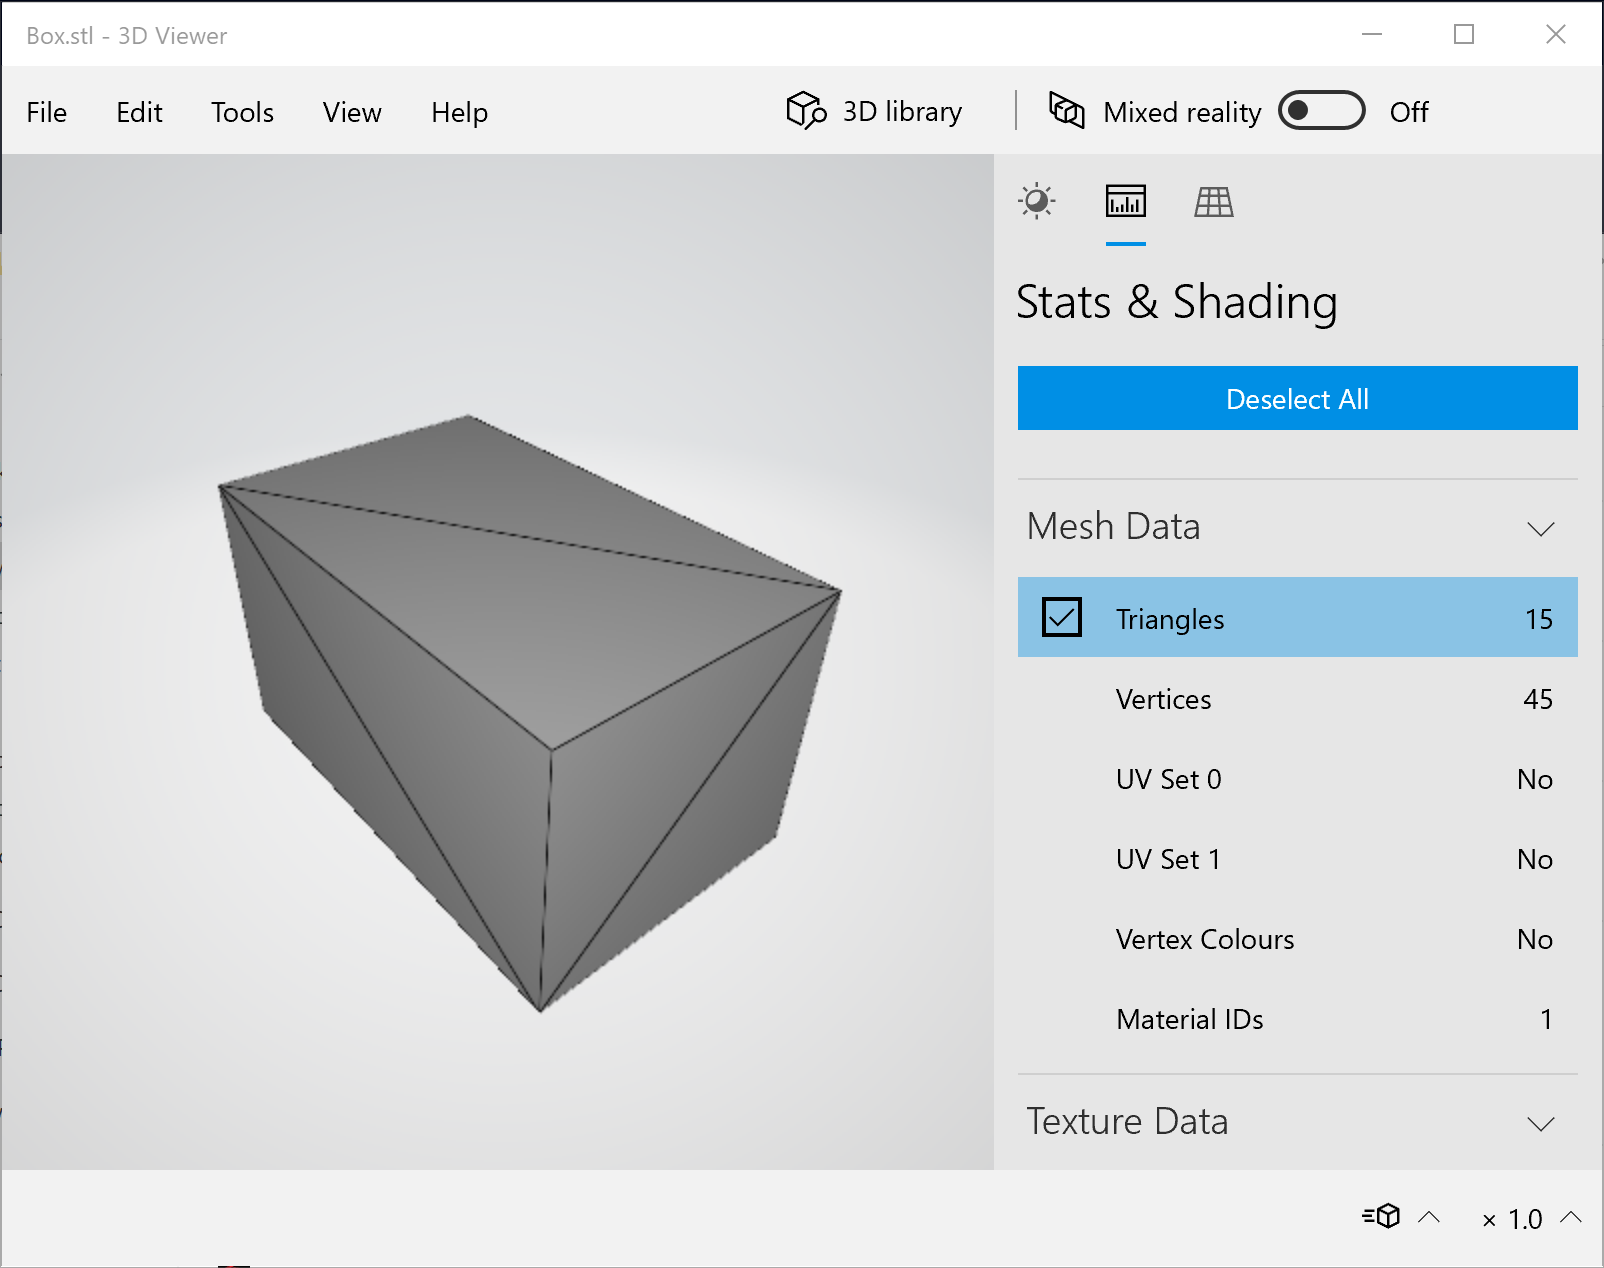 Box.stl - 3D Viewer
File Edit Tools View Help 3D library Mixed reality Off
Stats & Shading
Deselect All
Mesh Data
Triangles 15
Vertices 45
UV Set 0 No
UV Set 1 No
Vertex Colours No
Material IDs 1
Texture Data
× 1.0